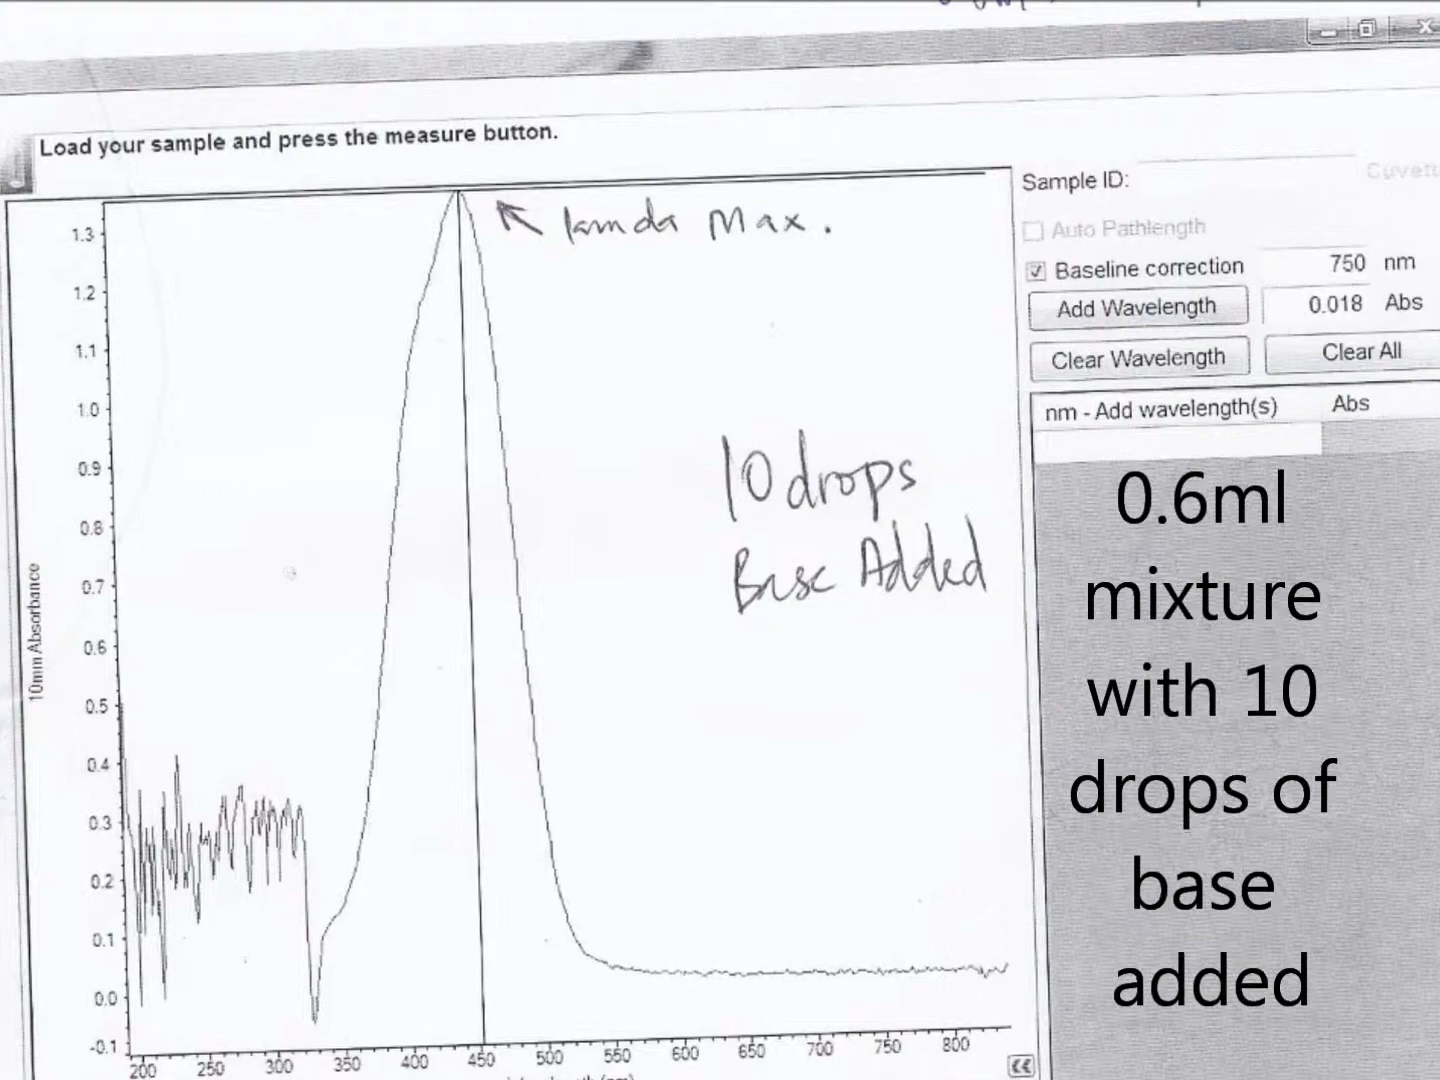 Load your sample and press the measure button.
Sample ID:
Auto Pathlength
Baseline correction 750 nm
Add Wavelength 0.018 Abs
Clear Wavelength Clear All
nm - Add wavelength(s) Abs
lamda Max.
10 drops
Base Added
10mm Absorbance
1.3
1.2
1.1
1.0
0.9
0.8
0.7
0.6
0.5
0.4
0.3
0.2
0.1
0.0
-0.1
200 250 300 350 400 450 500 550 600 650 700 750 800
0.6ml
mixture
with 10
drops of
base
added